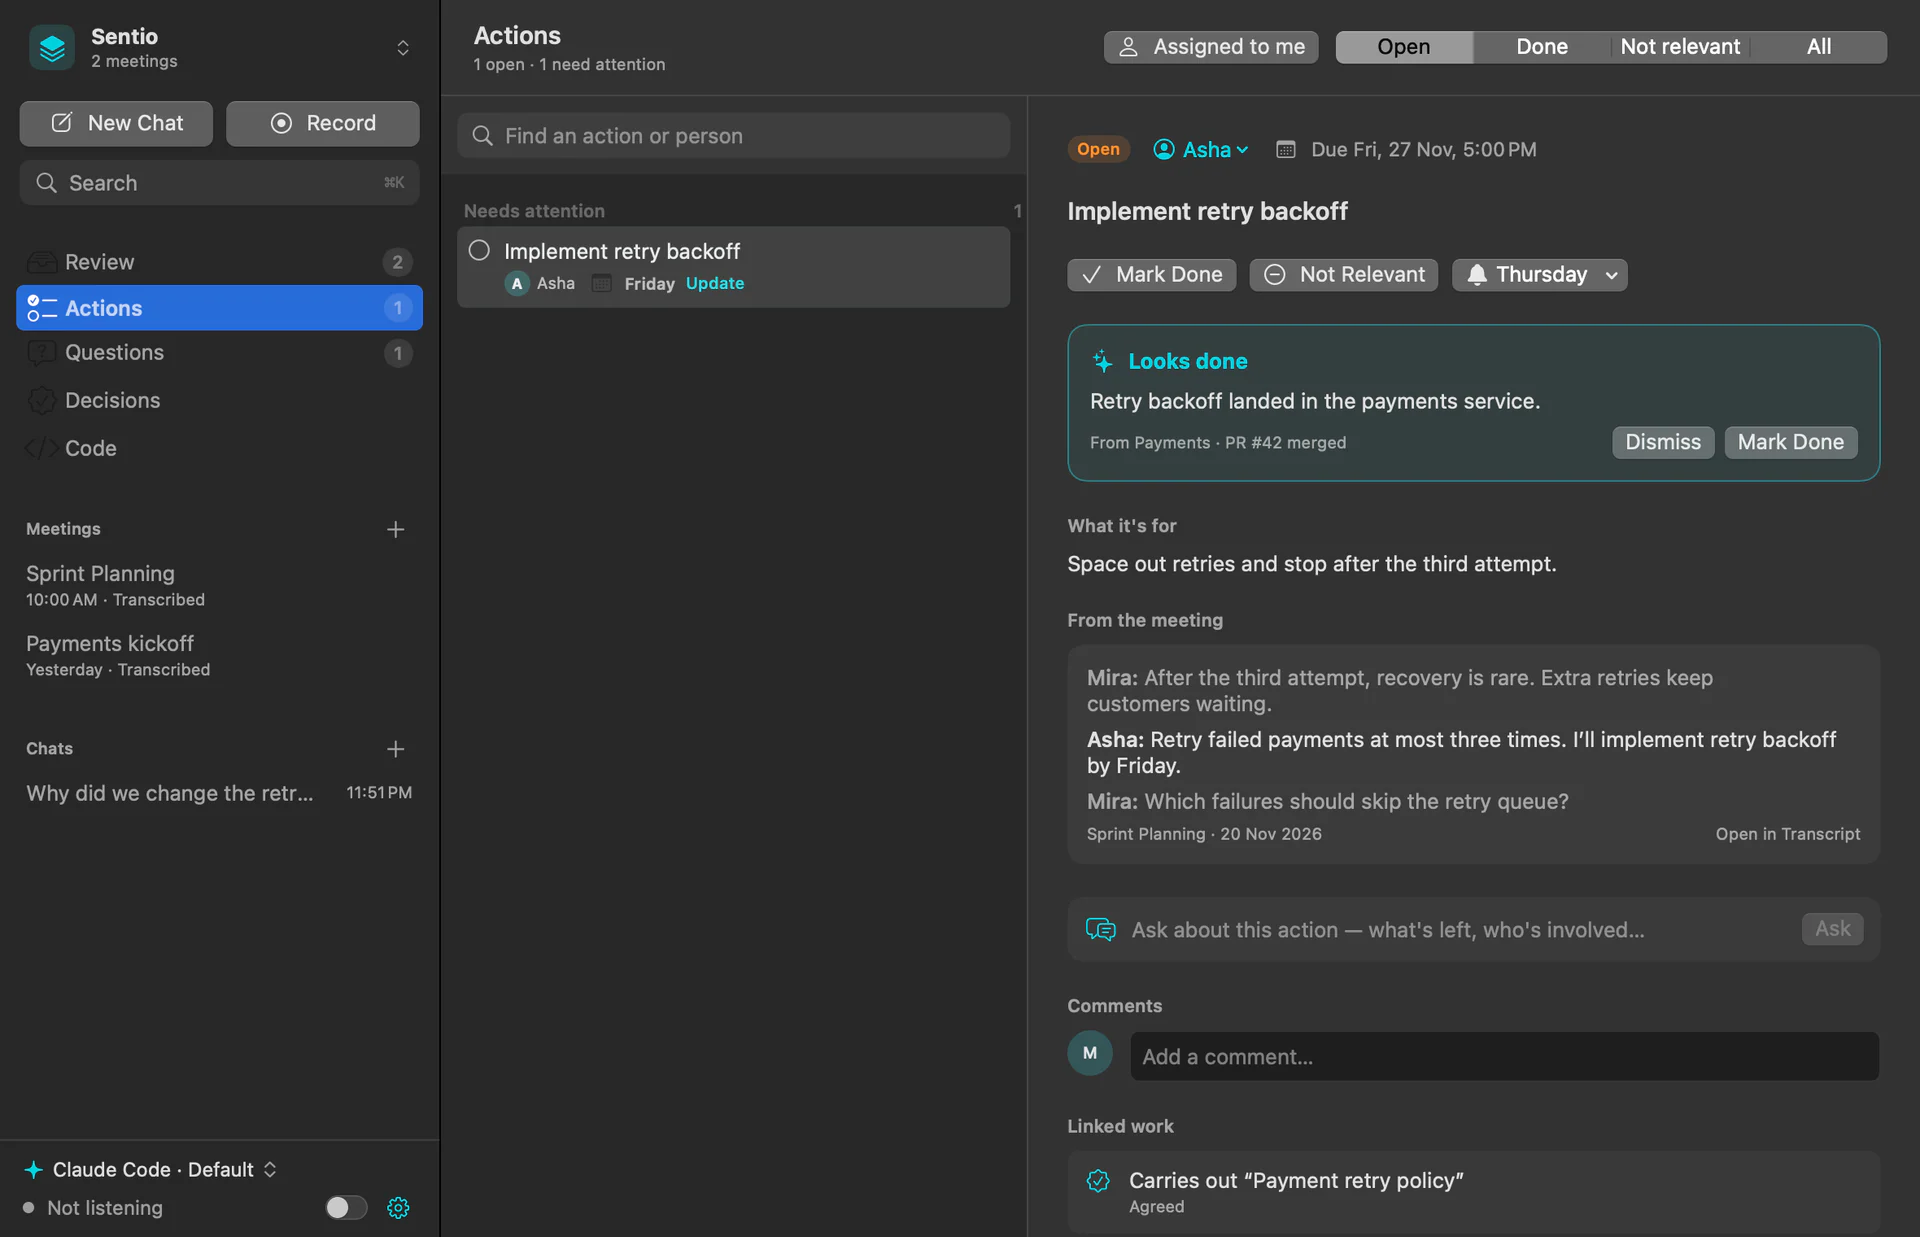 Sentio
2 meetings
New Chat
Record
Search
⌘K
Review
2
Actions
1
Questions
1
Decisions
Code
Meetings
Sprint Planning
10:00 AM · Transcribed
Payments kickoff
Yesterday · Transcribed
Chats
Why did we change the retr...
11:51 PM
Claude Code · Default
Not listening
Actions
1 open · 1 need attention
Assigned to me
Open
Done
Not relevant
All
Find an action or person
Needs attention
1
Implement retry backoff
A Asha Friday Update
Open
Asha
Due Fri, 27 Nov, 5:00 PM
Implement retry backoff
Mark Done
Not Relevant
Thursday
Looks done
Retry backoff landed in the payments service.
From Payments · PR #42 merged
Dismiss
Mark Done
What it's for
Space out retries and stop after the third attempt.
From the meeting
Mira: After the third attempt, recovery is rare. Extra retries keep
customers waiting.
Asha: Retry failed payments at most three times. I’ll implement retry backoff
by Friday.
Mira: Which failures should skip the retry queue?
Sprint Planning · 20 Nov 2026
Open in Transcript
Ask about this action — what's left, who's involved...
Ask
Comments
M
Add a comment...
Linked work
Carries out “Payment retry policy”
Agreed